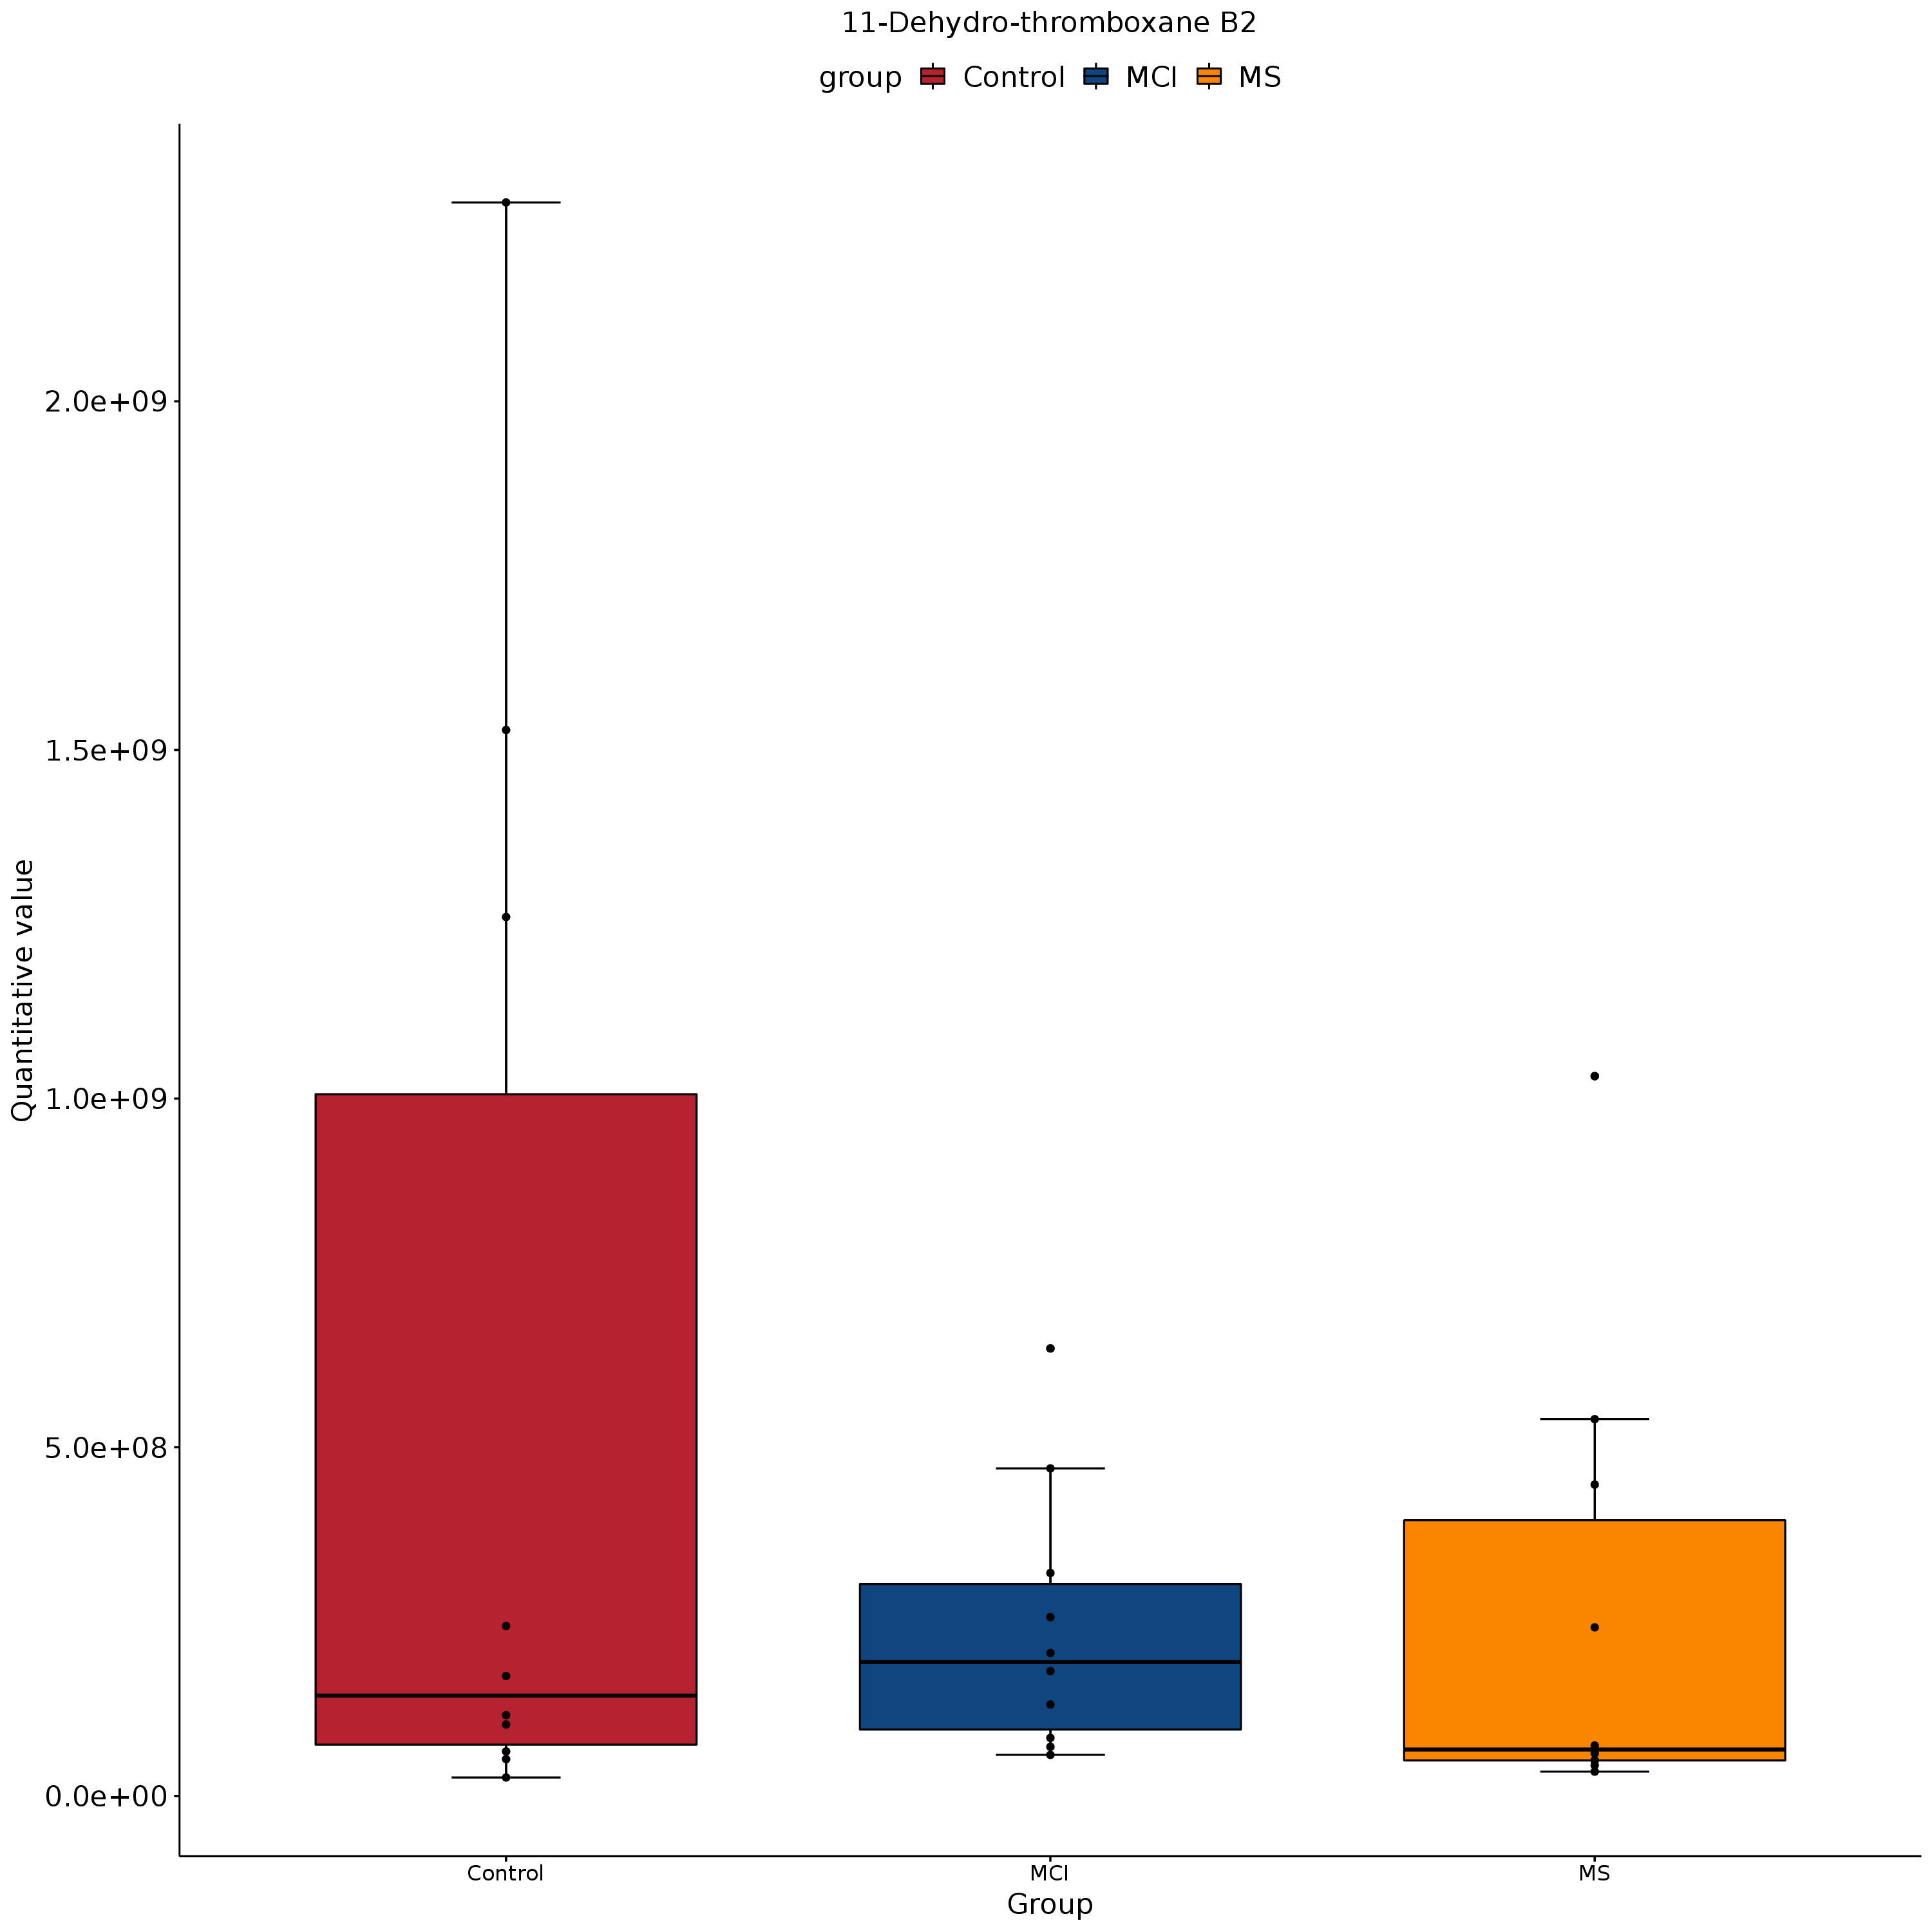 11-Dehydro-thromboxane B2
group Control MCI MS
Quantitative value
2.0e+09
1.5e+09
1.0e+09
5.0e+08
0.0e+00
Control MCI MS
Group